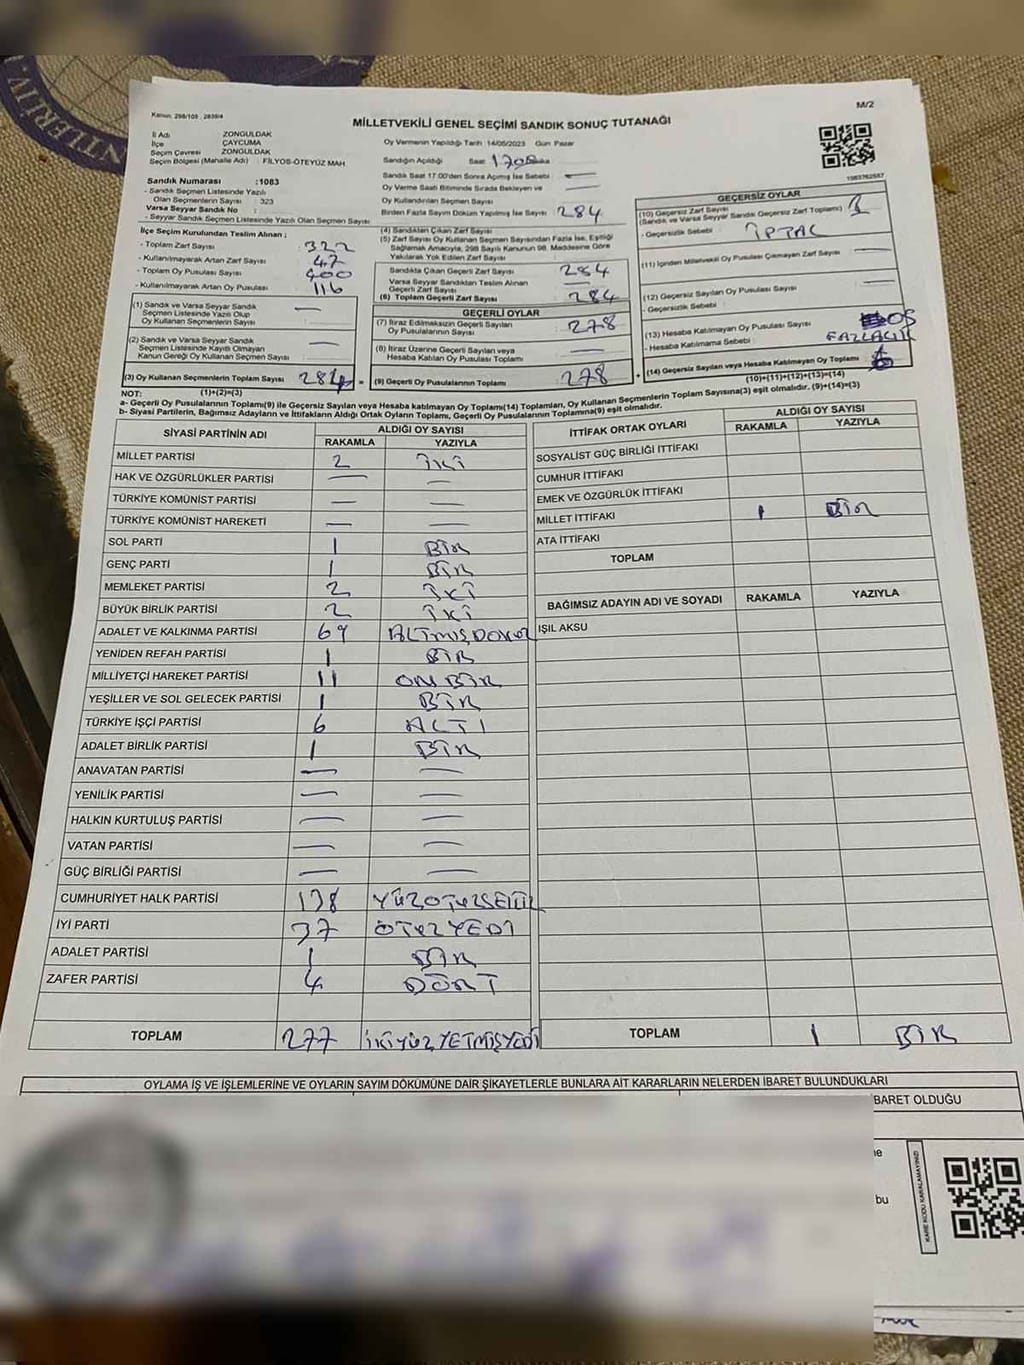 M/2
Kanun: 298/105 , 2839/4
MİLLETVEKİLİ GENEL SEÇİMİ SANDIK SONUÇ TUTANAĞI
İl Adı ZONGULDAK
İlçe ÇAYCUMA
Seçim Çevresi ZONGULDAK
Seçim Bölgesi (Mahalle Adı) : FİLYOS-ÖTEYÜZ MAH
Sandık Numarası :1083
- Sandık Seçmen Listesinde Yazılı
Olan Seçmenlerin Sayısı : 323
Varsa Seyyar Sandık No :
- Seyyar Sandık Seçmen Listesinde Yazılı Olan Seçmen Sayısı
İlçe Seçim Kurulundan Teslim Alınan ;
- Toplam Zarf Sayısı 322
- Kullanılmayarak Artan Zarf Sayısı 47
- Toplam Oy Pusulası Sayısı 400
- Kullanılmayarak Artan Oy Pusulası 116
(1) Sandık ve Varsa Seyyar Sandık
Seçmen Listesinde Yazılı Olup
Oy Kullanan Seçmenlerin Sayısı —
(2) Sandık ve Varsa Seyyar Sandık
Seçmen Listesinde Kayıtlı Olmayan
Kanun Gereği Oy Kullanan Seçmen Sayısı —
(3) Oy Kullanan Seçmenlerin Toplam Sayısı 284
(1)+(2)=(3)
Oy Vermenin Yapıldığı Tarih 14/05/2023 Gün Pazar
Sandığın Açıldığı Saat
Sandık Saat 17:00'den Sonra Açımış İse Sebebi —
Oy Verme Saati Bitiminde Sırada Bekleyen ve
Oy Kullandırılan Seçmen Sayısı —
Birden Fazla Sayım Döküm Yapılmış İse Sayısı 284
(4) Sandıktan Çıkan Zarf Sayısı
(5) Zarf Sayısı Oy Kullanan Seçmen Sayısından Fazla İse, Eşitliği
Sağlamak Amacıyla, 298 Sayılı Kanunun 98. Maddesine Göre
Yakılarak Yok Edilen Zarf Sayısı
Sandıkta Çıkan Geçerli Zarf Sayısı 284
Varsa Seyyar Sandıktan Teslim Alınan
Geçerli Zarf Sayısı —
(6) Toplam Geçerli Zarf Sayısı 284
GEÇERLİ OYLAR
(7) İtiraz Edilmeksizin Geçerli Sayılan
Oy Pusulalarının Sayısı 278
(8) İtiraz Üzerine Geçerli Sayılan veya
Hesaba Katılan Oy Pusulası Toplamı —
= (9) Geçerli Oy Pusulalarının Toplamı 278
1083762587
GEÇERSİZ OYLAR
(10) Geçersiz Zarf Sayısı
(Sandık ve Varsa Seyyar Sandık Geçersiz Zarf Toplamı) 1
- Geçersizlik Sebebi : İPTAL
(11) İçinden Milletvekili Oy Pusulası Çıkmayan Zarf Sayısı —
(12) Geçersiz Sayılan Oy Pusulası Sayısı —
- Geçersizlik Sebebi :
(13) Hesaba Katılmayan Oy Pusulası Sayısı 05
- Hesaba Katılmama Sebebi : FAZLALIK
+ (14) Geçersiz Sayılan veya Hesaba Katılmayan Oy Toplamı 6
(10)+(11)+(12)+(13)=(14)
NOT:
a- Geçerli Oy Pusulaları Toplamı(9) ile Geçersiz Sayılan veya Hesaba katılmayan Oy Toplamı(14) Toplamları, Oy Kullanan Seçmenlerin Toplam Sayısına(3) eşit olmalıdır. (9)+(14)=(3)
b- Siyasi Partilerin, Bağımsız Adayların ve İttifakların Aldığı Ortak Oyların Toplamı, Geçerli Oy Pusulalarının Toplamına(9) eşit olmalıdır.
SİYASİ PARTİNİN ADI ALDIĞI OY SAYISI
RAKAMLA YAZIYLA
MİLLET PARTİSİ 2 İKİ
HAK VE ÖZGÜRLÜKLER PARTİSİ — —
TÜRKİYE KOMÜNİST PARTİSİ — —
TÜRKİYE KOMÜNİST HAREKETİ — —
SOL PARTİ 1 BİR
GENÇ PARTİ 1 BİR
MEMLEKET PARTİSİ 2 İKİ
BÜYÜK BİRLİK PARTİSİ 2 İKİ
ADALET VE KALKINMA PARTİSİ 69 ALTMIŞDOKUZ
YENİDEN REFAH PARTİSİ 1 BİR
MİLLİYETÇİ HAREKET PARTİSİ 11 ONBİR
YEŞİLLER VE SOL GELECEK PARTİSİ 1 BİR
TÜRKİYE İŞÇİ PARTİSİ 6 ALTI
ADALET BİRLİK PARTİSİ 1 BİR
ANAVATAN PARTİSİ — —
YENİLİK PARTİSİ — —
HALKIN KURTULUŞ PARTİSİ — —
VATAN PARTİSİ — —
GÜÇ BİRLİĞİ PARTİSİ — —
CUMHURİYET HALK PARTİSİ 138 YÜZOTUZSEKİZ
İYİ PARTİ 37 OTUZYEDİ
ADALET PARTİSİ 1 BİR
ZAFER PARTİSİ 4 DÖRT
TOPLAM 277 İKİYÜZYETMİŞYEDİ
İTTİFAK ORTAK OYLARI ALDIĞI OY SAYISI
RAKAMLA YAZIYLA
SOSYALİST GÜÇ BİRLİĞİ İTTİFAKI
CUMHUR İTTİFAKI
EMEK VE ÖZGÜRLÜK İTTİFAKI
MİLLET İTTİFAKI 1 BİR
ATA İTTİFAKI
TOPLAM
BAĞIMSIZ ADAYIN ADI VE SOYADI RAKAMLA YAZIYLA
IŞIL AKSU
TOPLAM 1 BİR
OYLAMA İŞ VE İŞLEMLERİNE VE OYLARIN SAYIM DÖKÜMÜNE DAİR ŞİKAYETLERLE BUNLARA AİT KARARLARIN NELERDEN İBARET BULUNDUKLARI
BARET OLDUĞU
ne
bu
KARE KODU KARALAMAYINIZ!